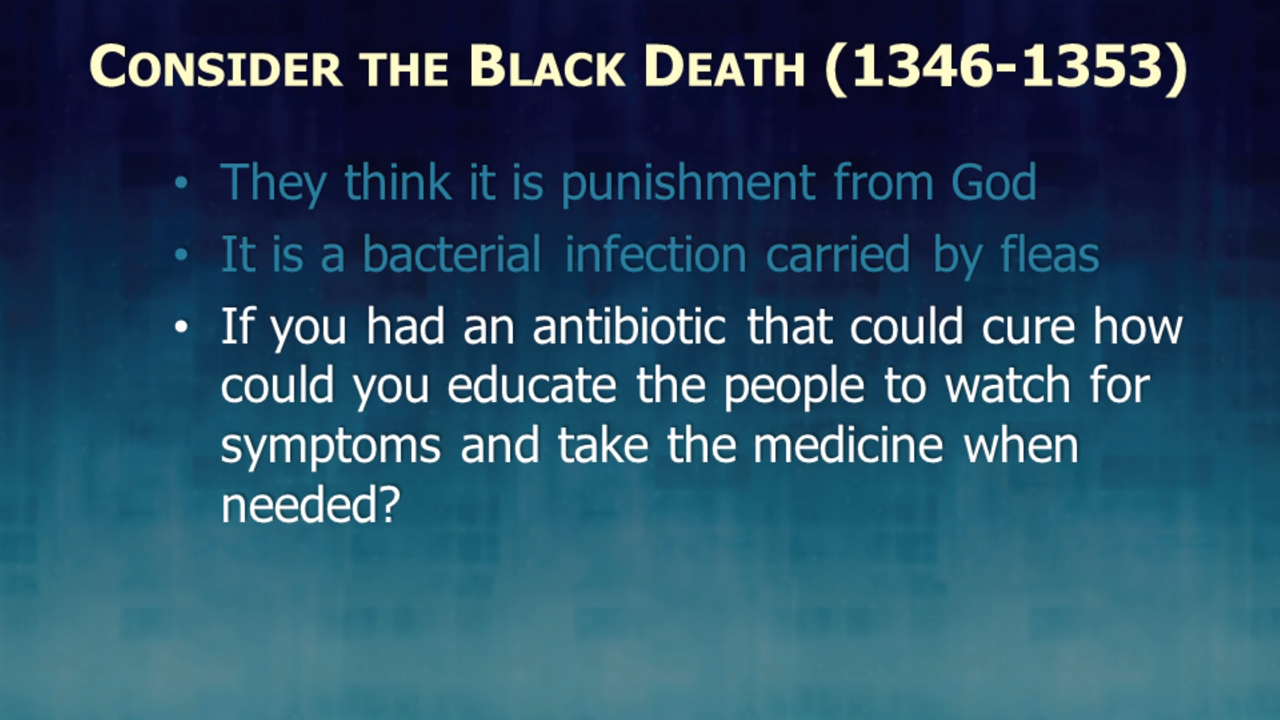 CONSIDER THE BLACK DEATH (1346-1353)
• They think it is punishment from God
• It is a bacterial infection carried by fleas
• If you had an antibiotic that could cure how
could you educate the people to watch for
symptoms and take the medicine when
needed?